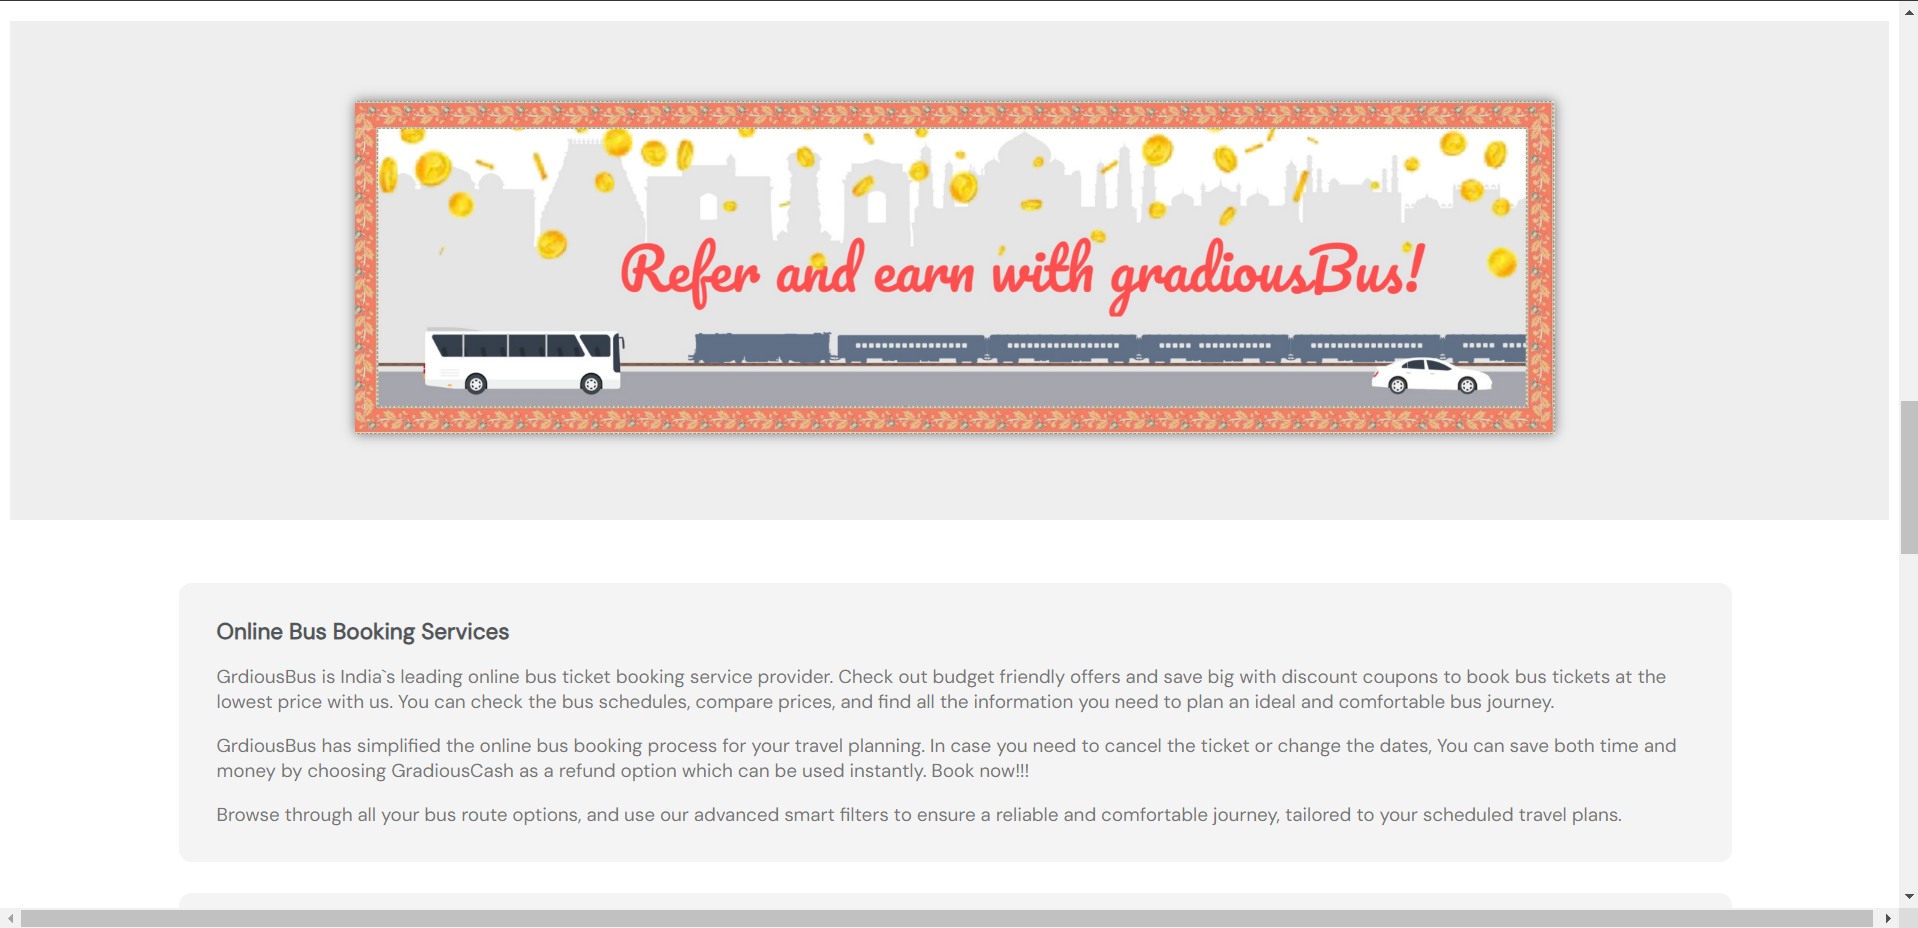 Refer and earn with gradiousBus!
Online Bus Booking Services
GrdiousBus is India`s leading online bus ticket booking service provider. Check out budget friendly offers and save big with discount coupons to book bus tickets at the
lowest price with us. You can check the bus schedules, compare prices, and find all the information you need to plan an ideal and comfortable bus journey.
GrdiousBus has simplified the online bus booking process for your travel planning. In case you need to cancel the ticket or change the dates, You can save both time and
money by choosing GradiousCash as a refund option which can be used instantly. Book now!!!
Browse through all your bus route options, and use our advanced smart filters to ensure a reliable and comfortable journey, tailored to your scheduled travel plans.